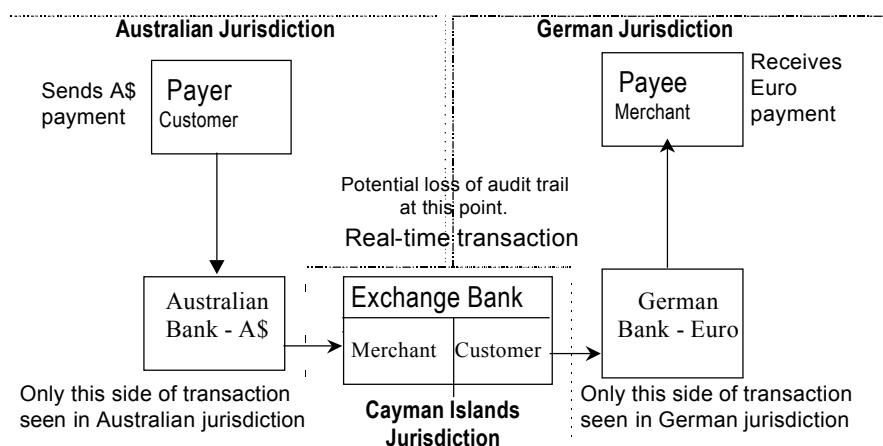 Australian Jurisdiction
German Jurisdiction
Sends A$
payment
Payer
Customer
Payee
Merchant
Receives
Euro
payment
Potential loss of audit trail
at this point.
Real-time transaction
Australian
Bank - A$
Exchange Bank
Merchant
Customer
German
Bank - Euro
Only this side of transaction
seen in Australian jurisdiction
Cayman Islands
Jurisdiction
Only this side of transaction
seen in German jurisdiction